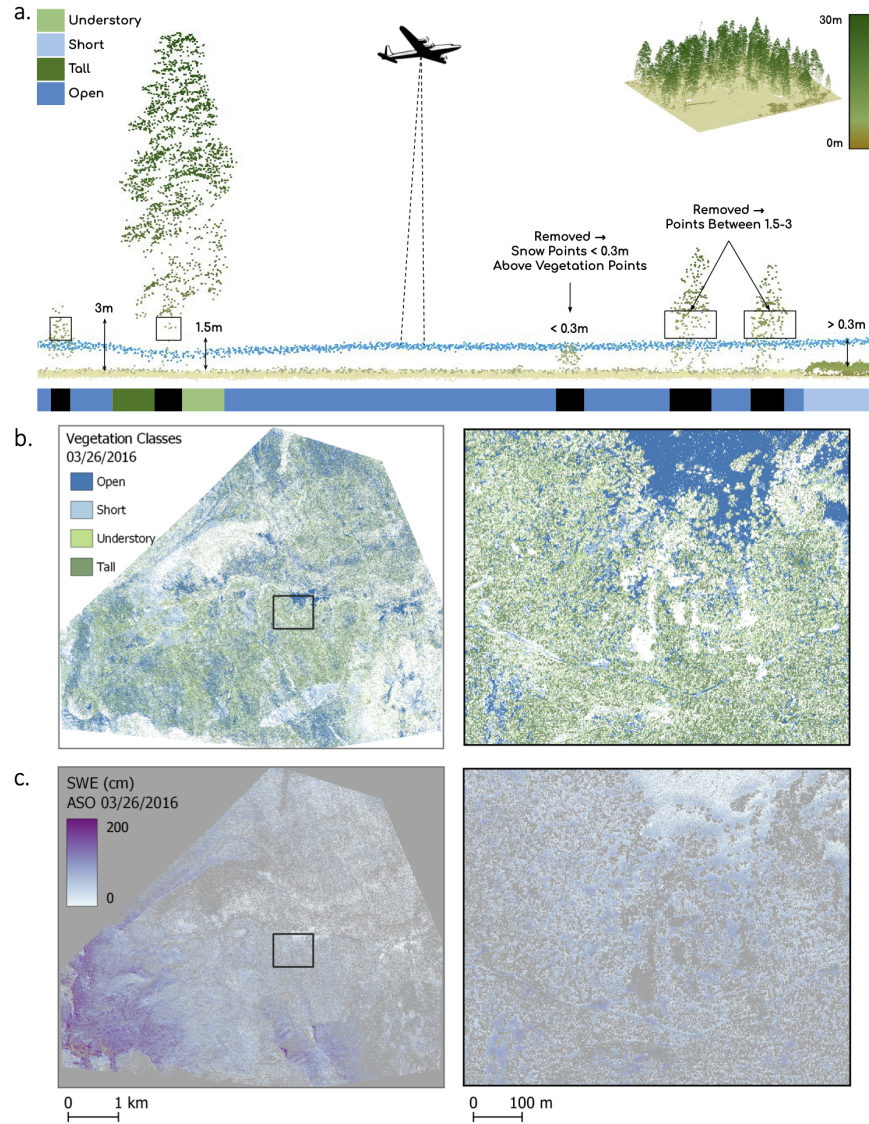 a.
Understory
Short
Tall
Open
30m
0m
Removed →
Snow Points < 0.3m
Above Vegetation Points
Removed →
Points Between 1.5-3
3m
1.5m
< 0.3m
> 0.3m
b.
Vegetation Classes
03/26/2016
Open
Short
Understory
Tall
c.
SWE (cm)
ASO 03/26/2016
200
0
0 1 km
0 100 m